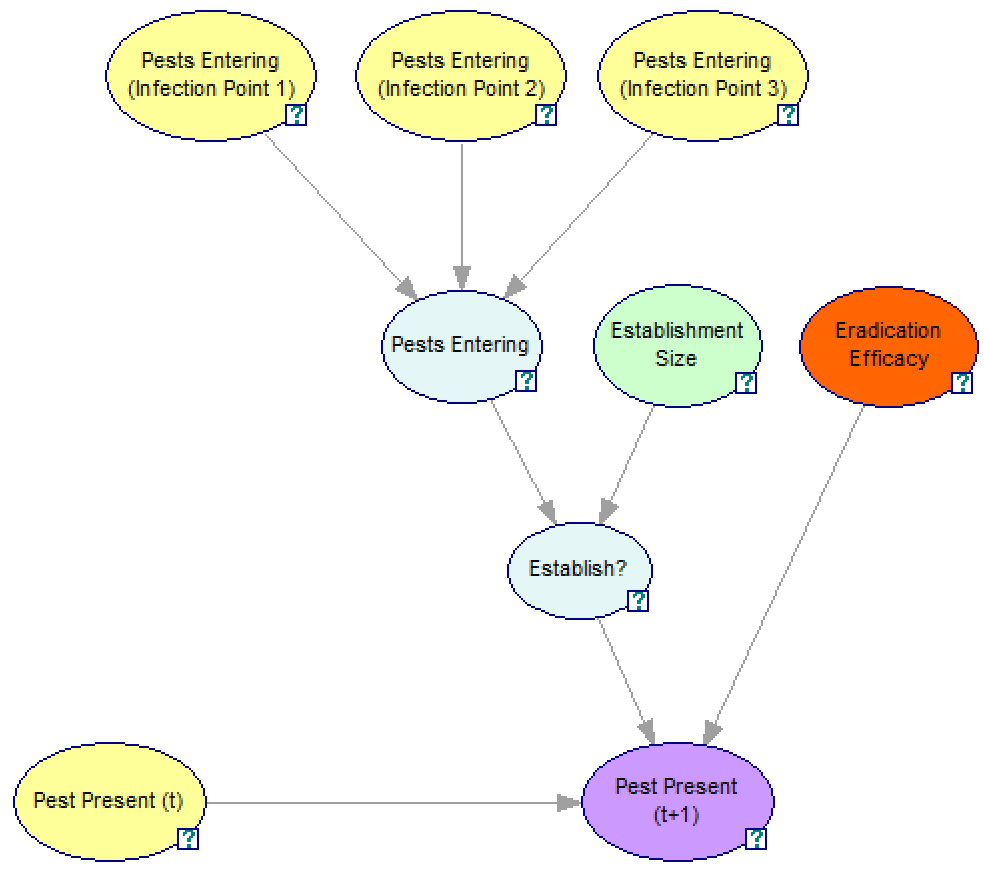 Pests Entering
(Infection Point 1)
?
Pests Entering
(Infection Point 2)
?
Pests Entering
(Infection Point 3)
?
Pests Entering
?
Establishment
Size
?
Eradication
Efficacy
?
Establish?
?
Pest Present (t)
?
Pest Present
(t+1)
?